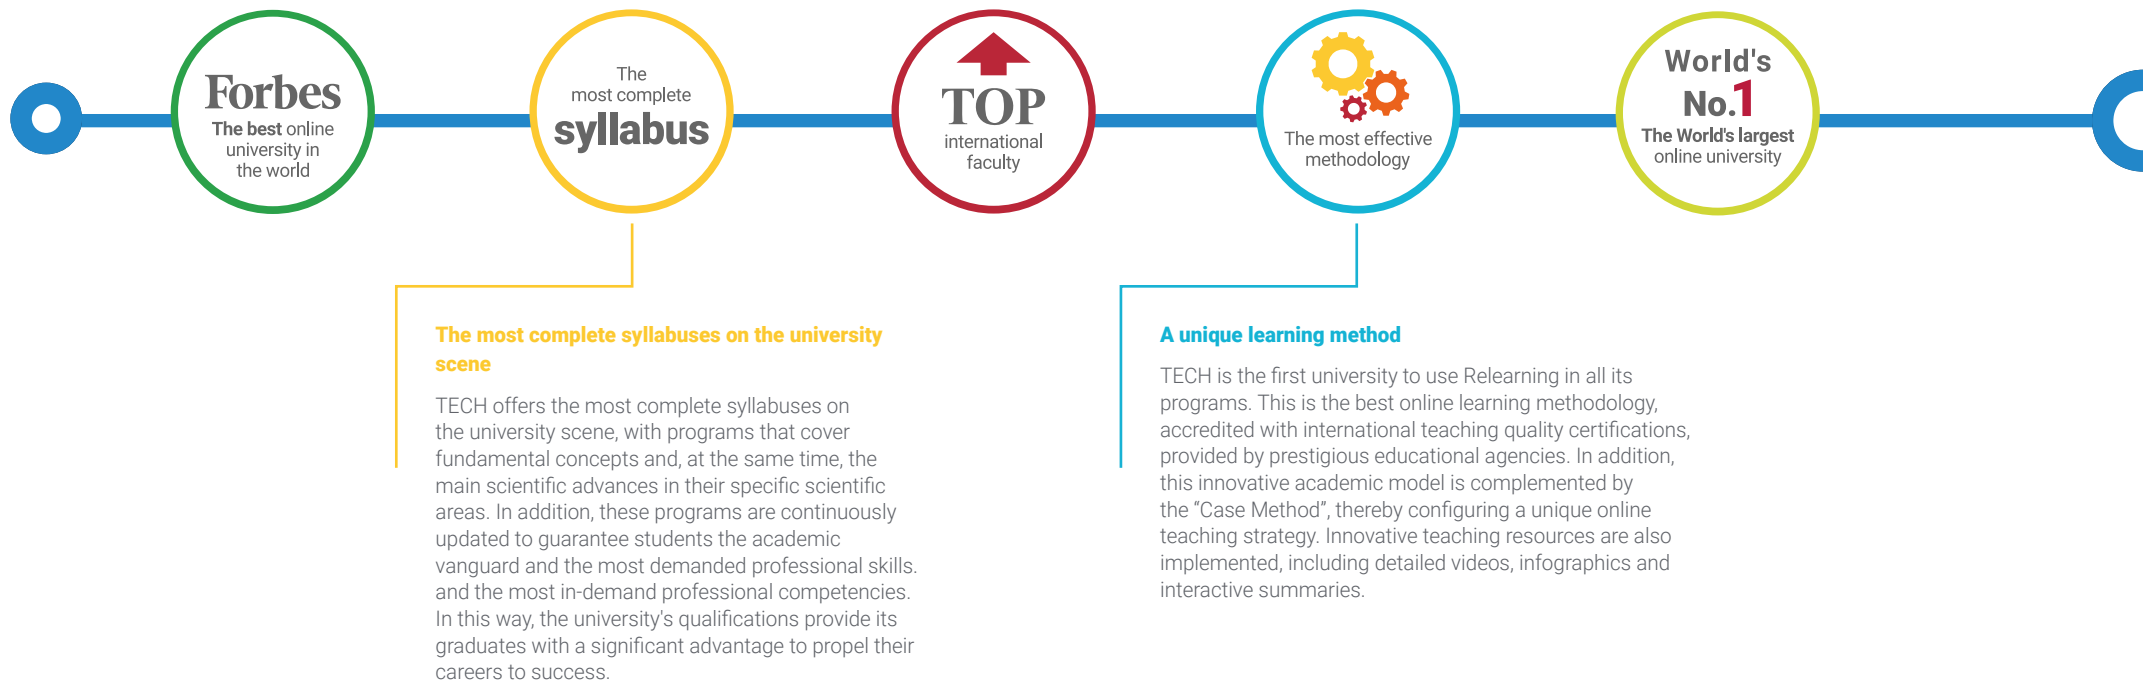 Forbes
The best online
university in
the world
The
most complete
syllabus
TOP
international
faculty
The most effective
methodology
World's
No.1
The World's largest
online university
The most complete syllabuses on the university
scene
TECH offers the most complete syllabuses on
the university scene, with programs that cover
fundamental concepts and, at the same time, the
main scientific advances in their specific scientific
areas. In addition, these programs are continuously
updated to guarantee students the academic
vanguard and the most demanded professional skills.
and the most in-demand professional competencies.
In this way, the university's qualifications provide its
graduates with a significant advantage to propel their
careers to success.
A unique learning method
TECH is the first university to use Relearning in all its
programs. This is the best online learning methodology,
accredited with international teaching quality certifications,
provided by prestigious educational agencies. In addition,
this innovative academic model is complemented by
the “Case Method”, thereby configuring a unique online
teaching strategy. Innovative teaching resources are also
implemented, including detailed videos, infographics and
interactive summaries.